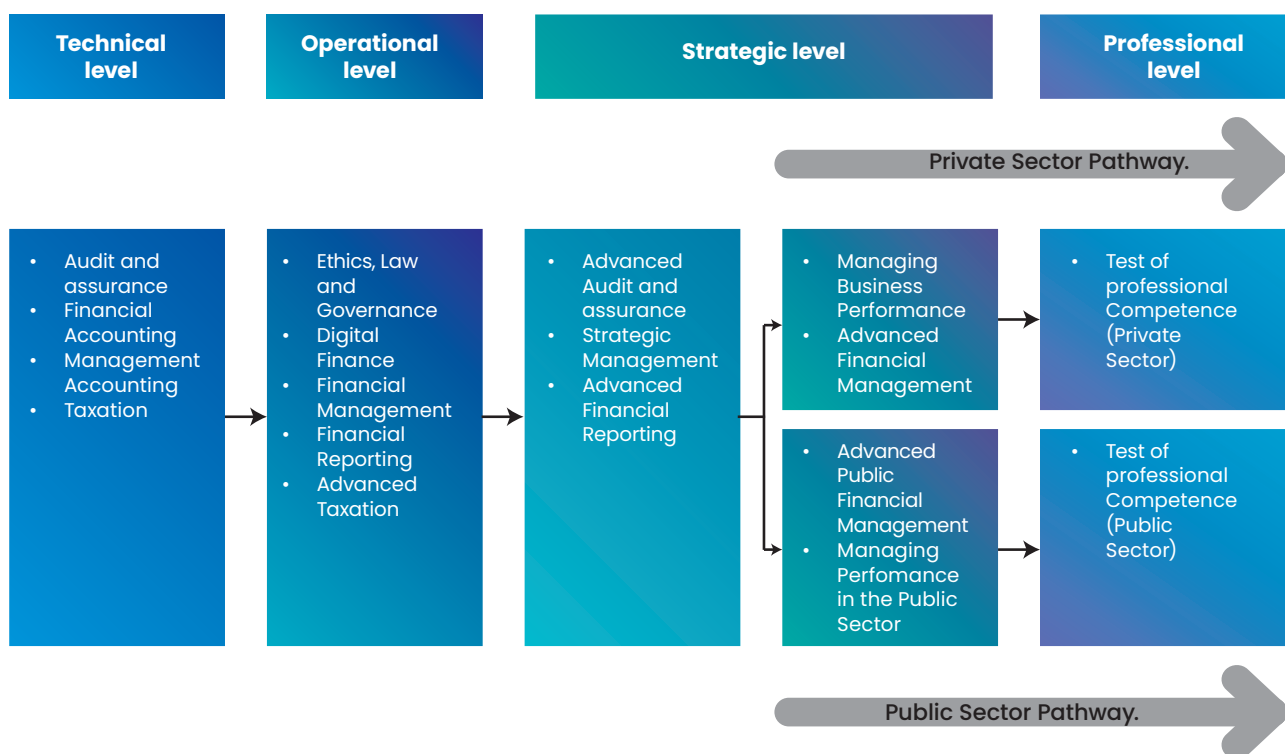 Technical
level
Operational
level
Strategic level
Professional
level
Private Sector Pathway.
• Audit and
assurance
• Financial
Accounting
• Management
Accounting
• Taxation
• Ethics, Law
and
Governance
• Digital
Finance
• Financial
Management
• Financial
Reporting
• Advanced
Taxation
• Advanced
Audit and
assurance
• Strategic
Management
• Advanced
Financial
Reporting
• Managing
Business
Performance
• Advanced
Financial
Management
• Test of
professional
Competence
(Private
Sector)
• Advanced
Public
Financial
Management
• Managing
Perfomance
in the Public
Sector
• Test of
professional
Competence
(Public
Sector)
Public Sector Pathway.